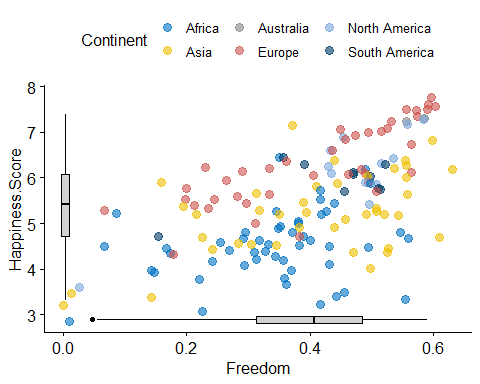 Continent
Africa Australia North America
Asia Europe South America
8
7
6
5
4
3
Happiness.Score
0.0 0.2 0.4 0.6
Freedom